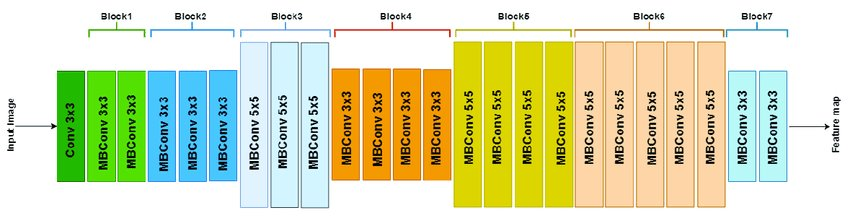 Block1
Block2
Block3
Block4
Block5
Block6
Block7
Input Image
Conv 3x3
MBConv 3x3
MBConv 3x3
MBConv 3x3
MBConv 3x3
MBConv 3x3
MBConv 5x5
MBConv 5x5
MBConv 5x5
MBConv 3x3
MBConv 3x3
MBConv 3x3
MBConv 3x3
MBConv 5x5
MBConv 5x5
MBConv 5x5
MBConv 5x5
MBConv 5x5
MBConv 5x5
MBConv 5x5
MBConv 5x5
MBConv 5x5
MBConv 3x3
MBConv 3x3
Feature map